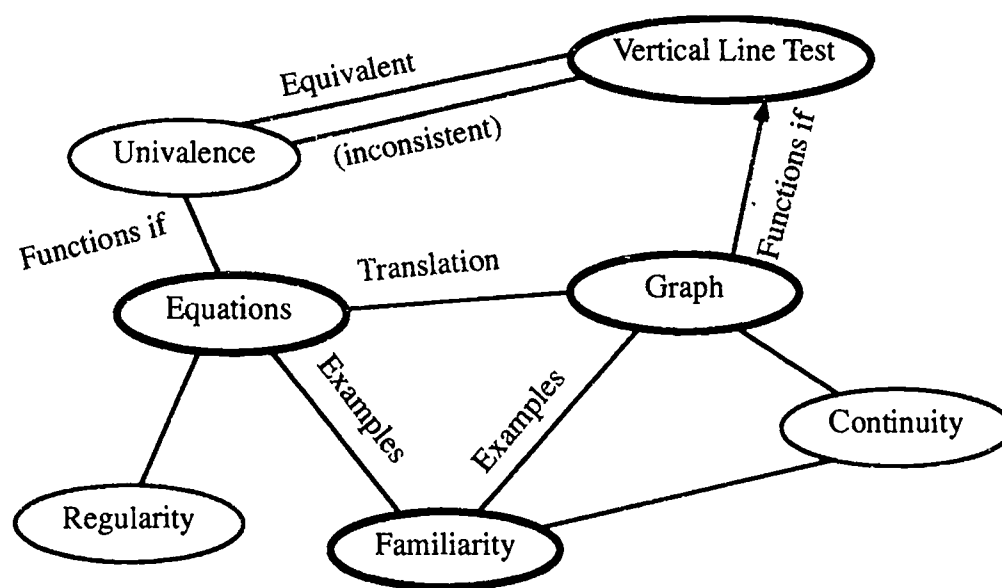 Vertical Line Test
Equivalent
(inconsistent)
Univalence
Functions if
Functions if
Translation
Graph
Equations
Examples
Examples
Continuity
Regularity
Familiarity